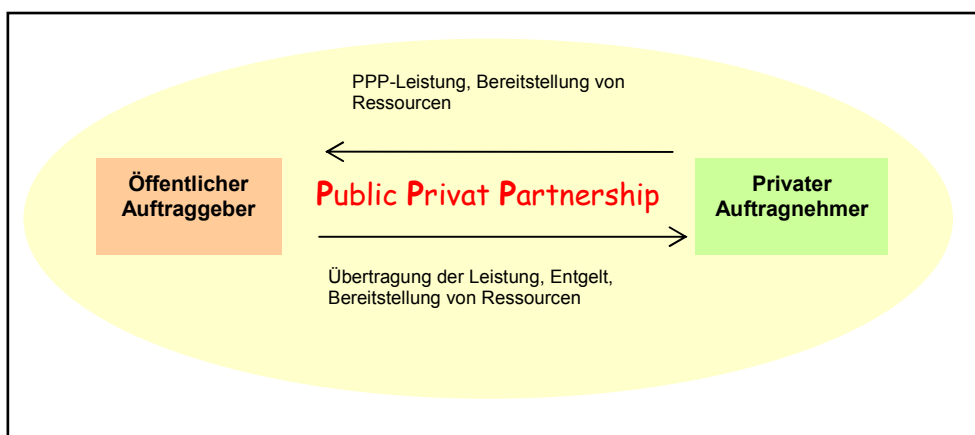 PPP-Leistung, Bereitstellung von
Ressourcen
Öffentlicher
Auftraggeber
Public Privat Partnership
Privater
Auftragnehmer
Übertragung der Leistung, Entgelt,
Bereitstellung von Ressourcen